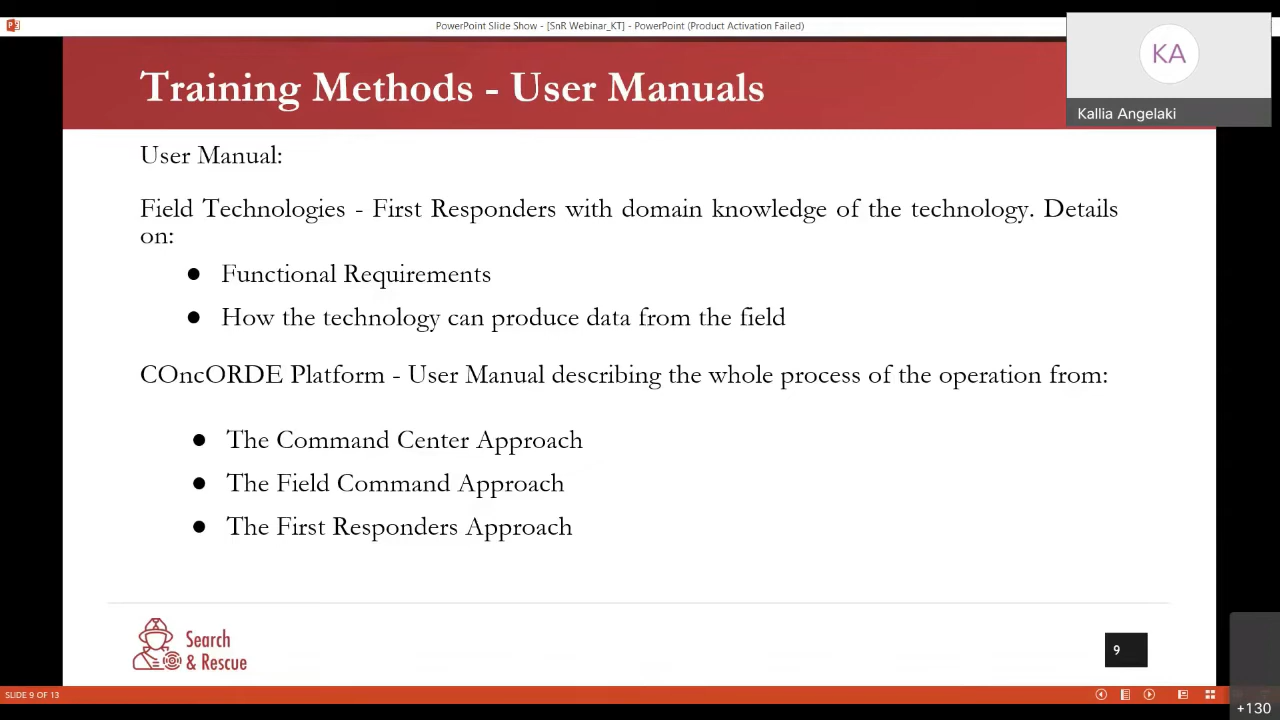 PowerPoint Slide Show - [SnR Webinar_KT] - PowerPoint (Product Activation Failed)
KA
Kallia Angelaki
Training Methods - User Manuals
User Manual:
Field Technologies - First Responders with domain knowledge of the technology. Details
on:
● Functional Requirements
● How the technology can produce data from the field
COncORDE Platform - User Manual describing the whole process of the operation from:
● The Command Center Approach
● The Field Command Approach
● The First Responders Approach
Search
& Rescue
9
SLIDE 9 OF 13
+130